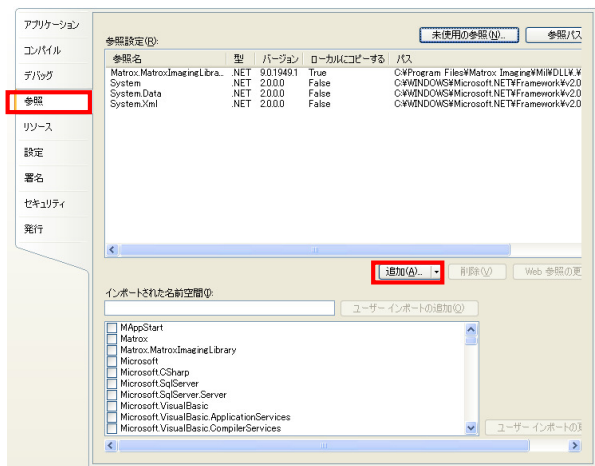 アプリケーション
コンパイル
デバッグ
参照
リソース
設定
署名
セキュリティ
発行
参照設定(R):
未使用の参照(N)...
参照パス
参照名 型 バージョン ローカルにコピーする パス
Matrox.MatroxImagingLibra... .NET 9.0.1949.1 True C:¥Program Files¥Matrox Imaging¥Mil¥DLL¥.¥
System .NET 2.0.0.0 False C:¥WINDOWS¥Microsoft.NET¥Framework¥v2.0
System.Data .NET 2.0.0.0 False C:¥WINDOWS¥Microsoft.NET¥Framework¥v2.0
System.Xml .NET 2.0.0.0 False C:¥WINDOWS¥Microsoft.NET¥Framework¥v2.0
追加(A)... 削除(V) Web 参照の更
インポートされた名前空間(I):
ユーザー インポートの追加(O)
MAppStart
Matrox
Matrox.MatroxImagingLibrary
Microsoft
Microsoft.CSharp
Microsoft.SqlServer
Microsoft.SqlServer.Server
Microsoft.VisualBasic
Microsoft.VisualBasic.ApplicationServices
Microsoft.VisualBasic.CompilerServices
ユーザー インポートの